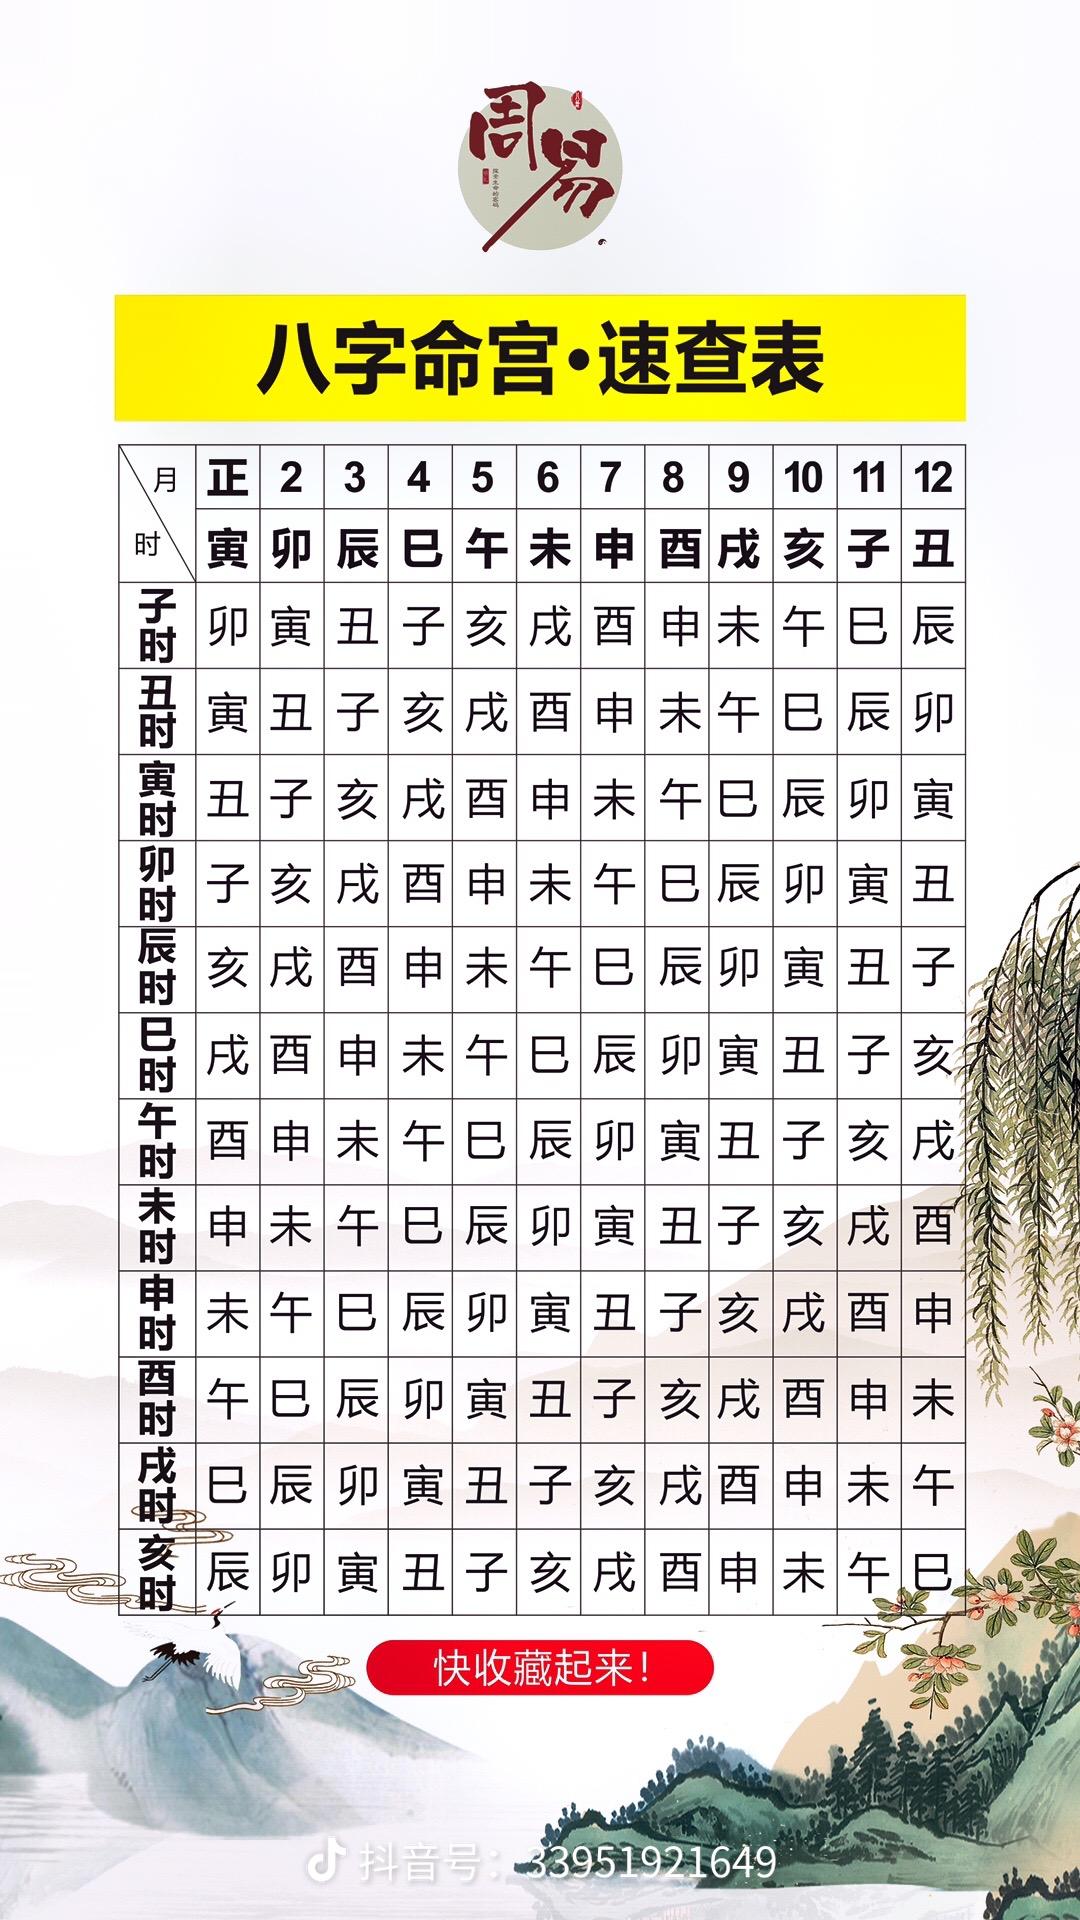 周易
探索生命的密码
八字命宫·速查表
月 正 2 3 4 5 6 7 8 9 10 11 12
时 寅 卯 辰 巳 午 未 申 酉 戌 亥 子 丑
子时 卯 寅 丑 子 亥 戌 酉 申 未 午 巳 辰
丑时 寅 丑 子 亥 戌 酉 申 未 午 巳 辰 卯
寅时 丑 子 亥 戌 酉 申 未 午 巳 辰 卯 寅
卯时 子 亥 戌 酉 申 未 午 巳 辰 卯 寅 丑
辰时 亥 戌 酉 申 未 午 巳 辰 卯 寅 丑 子
巳时 戌 酉 申 未 午 巳 辰 卯 寅 丑 子 亥
午时 酉 申 未 午 巳 辰 卯 寅 丑 子 亥 戌
未时 申 未 午 巳 辰 卯 寅 丑 子 亥 戌 酉
申时 未 午 巳 辰 卯 寅 丑 子 亥 戌 酉 申
酉时 午 巳 辰 卯 寅 丑 子 亥 戌 酉 申 未
戌时 巳 辰 卯 寅 丑 子 亥 戌 酉 申 未 午
亥时 辰 卯 寅 丑 子 亥 戌 酉 申 未 午 巳
快收藏起来！
抖音号：33951921649